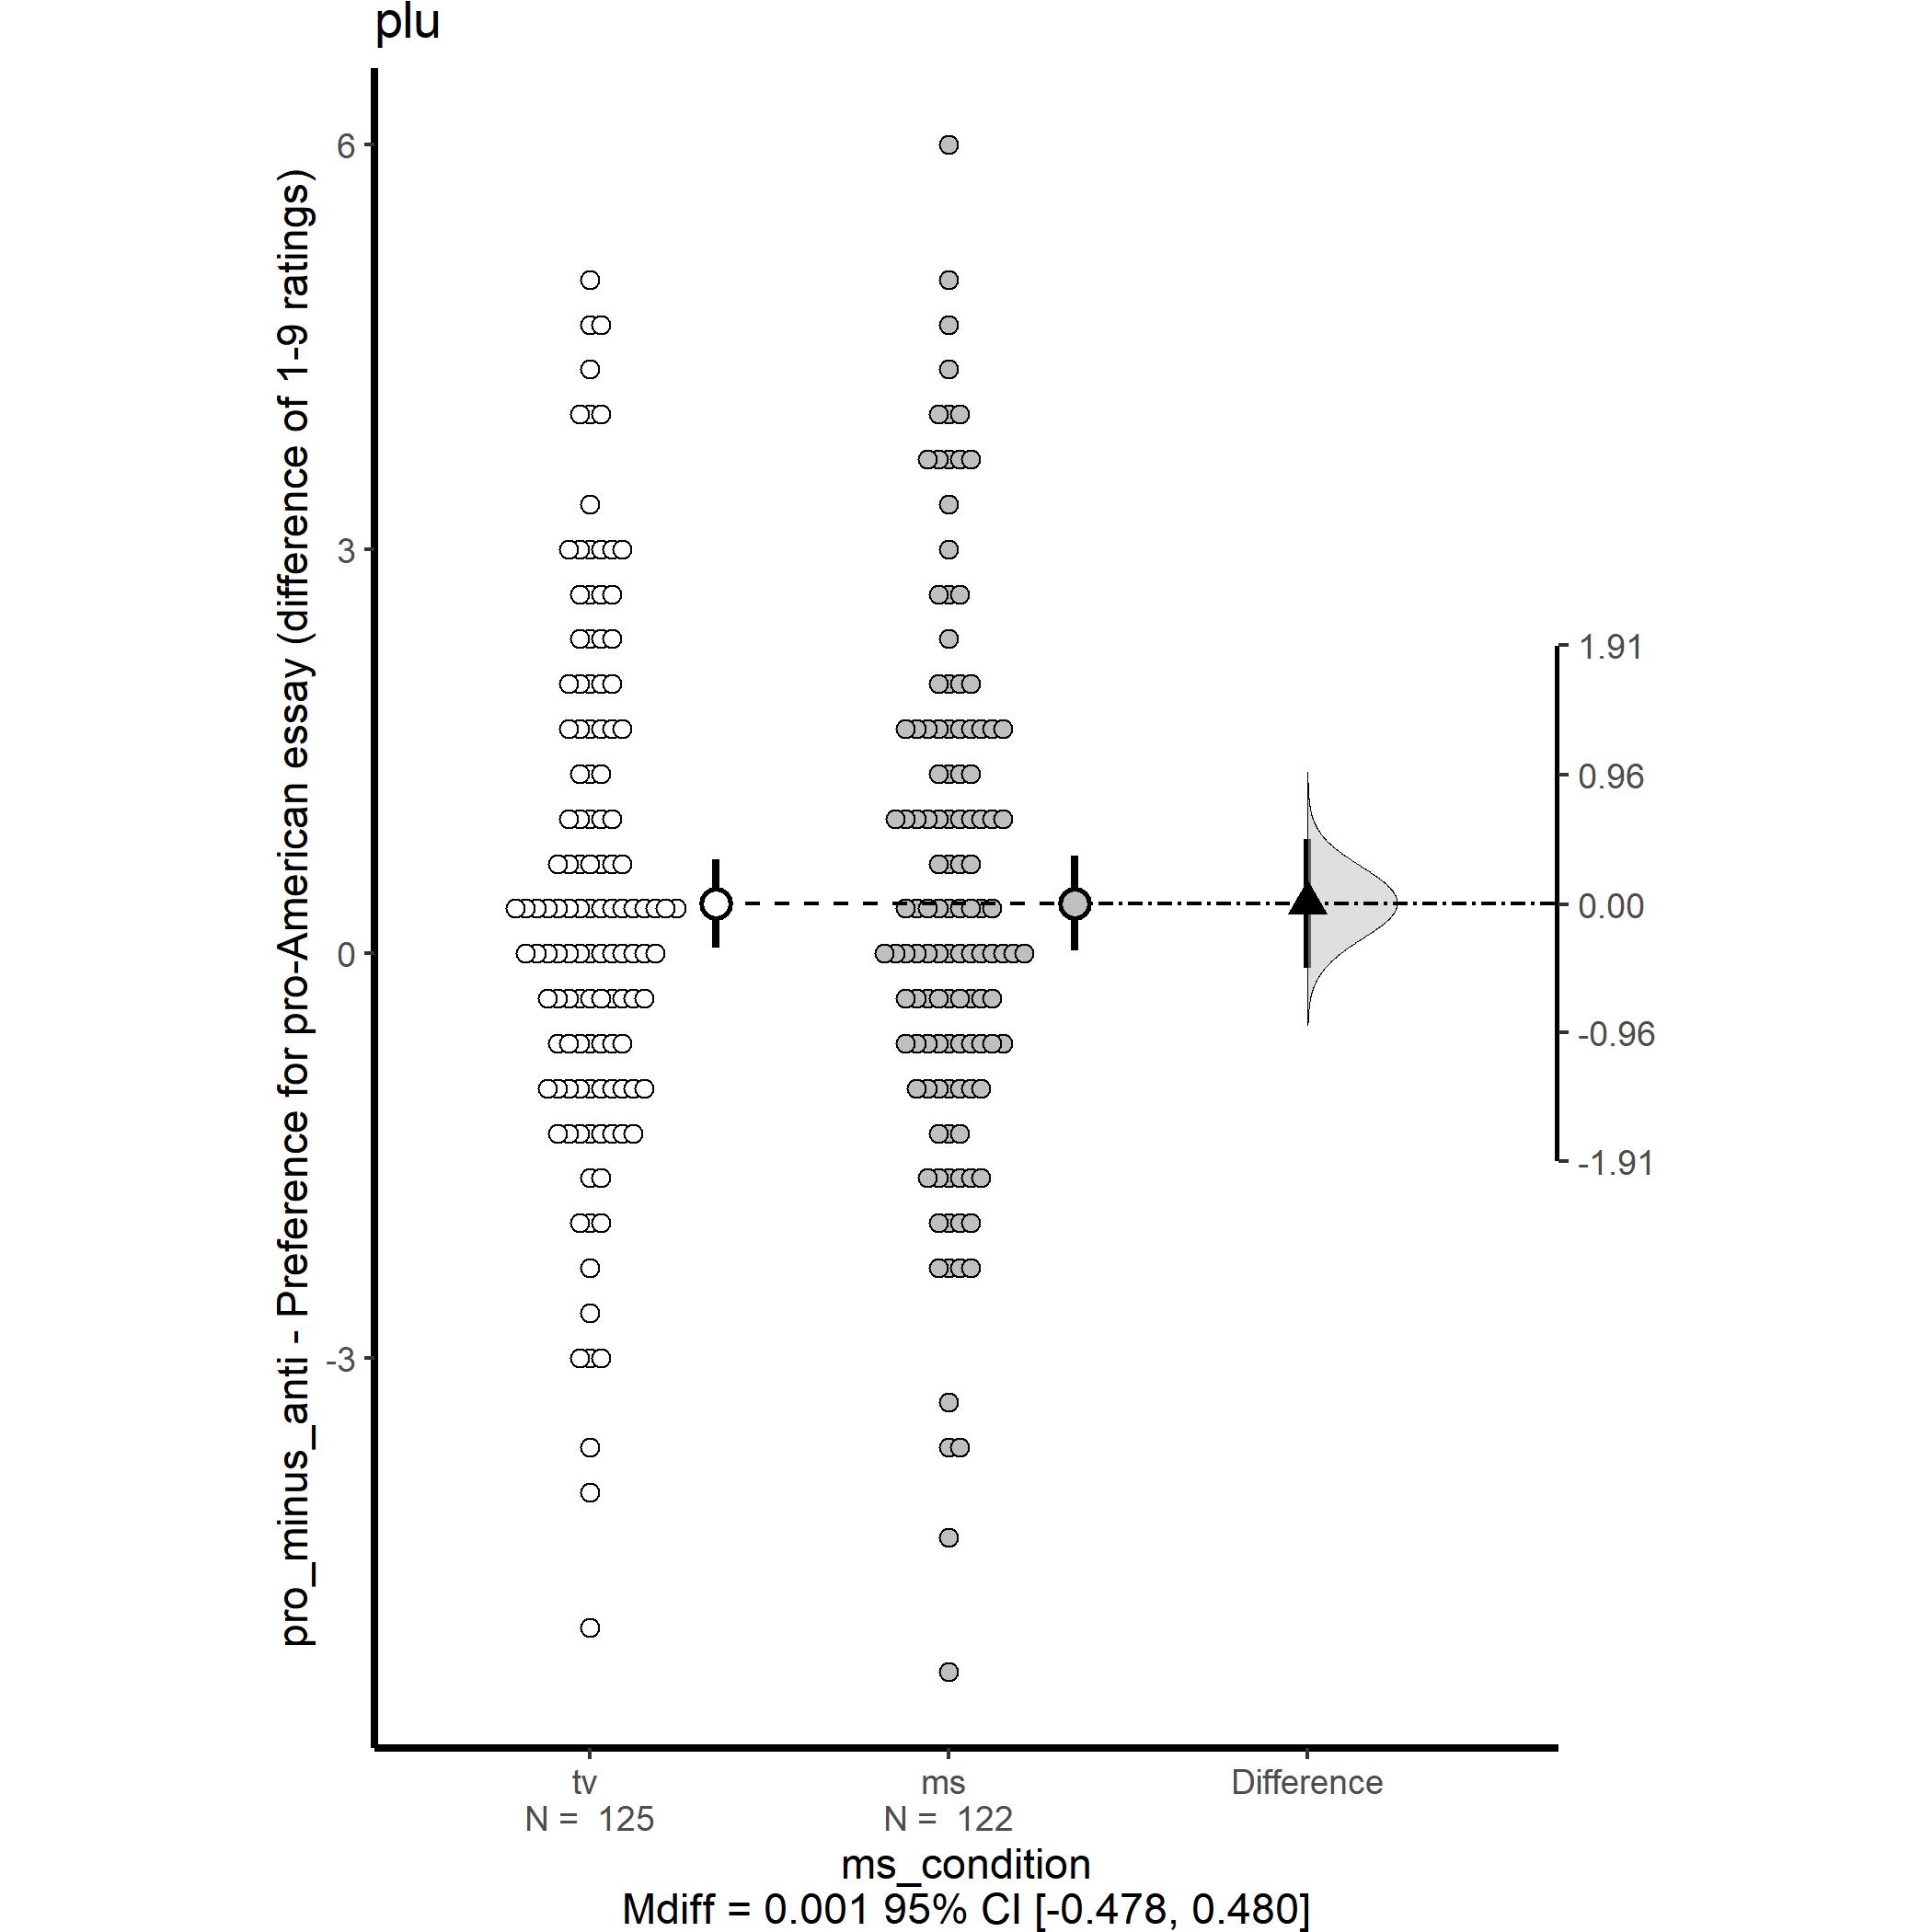 plu
pro_minus_anti - Preference for pro-American essay (difference of 1-9 ratings)
6
3
0
-3
1.91
0.96
0.00
-0.96
-1.91
tv
N =  125
ms
N =  122
Difference
ms_condition
Mdiff = 0.001 95% CI [-0.478, 0.480]